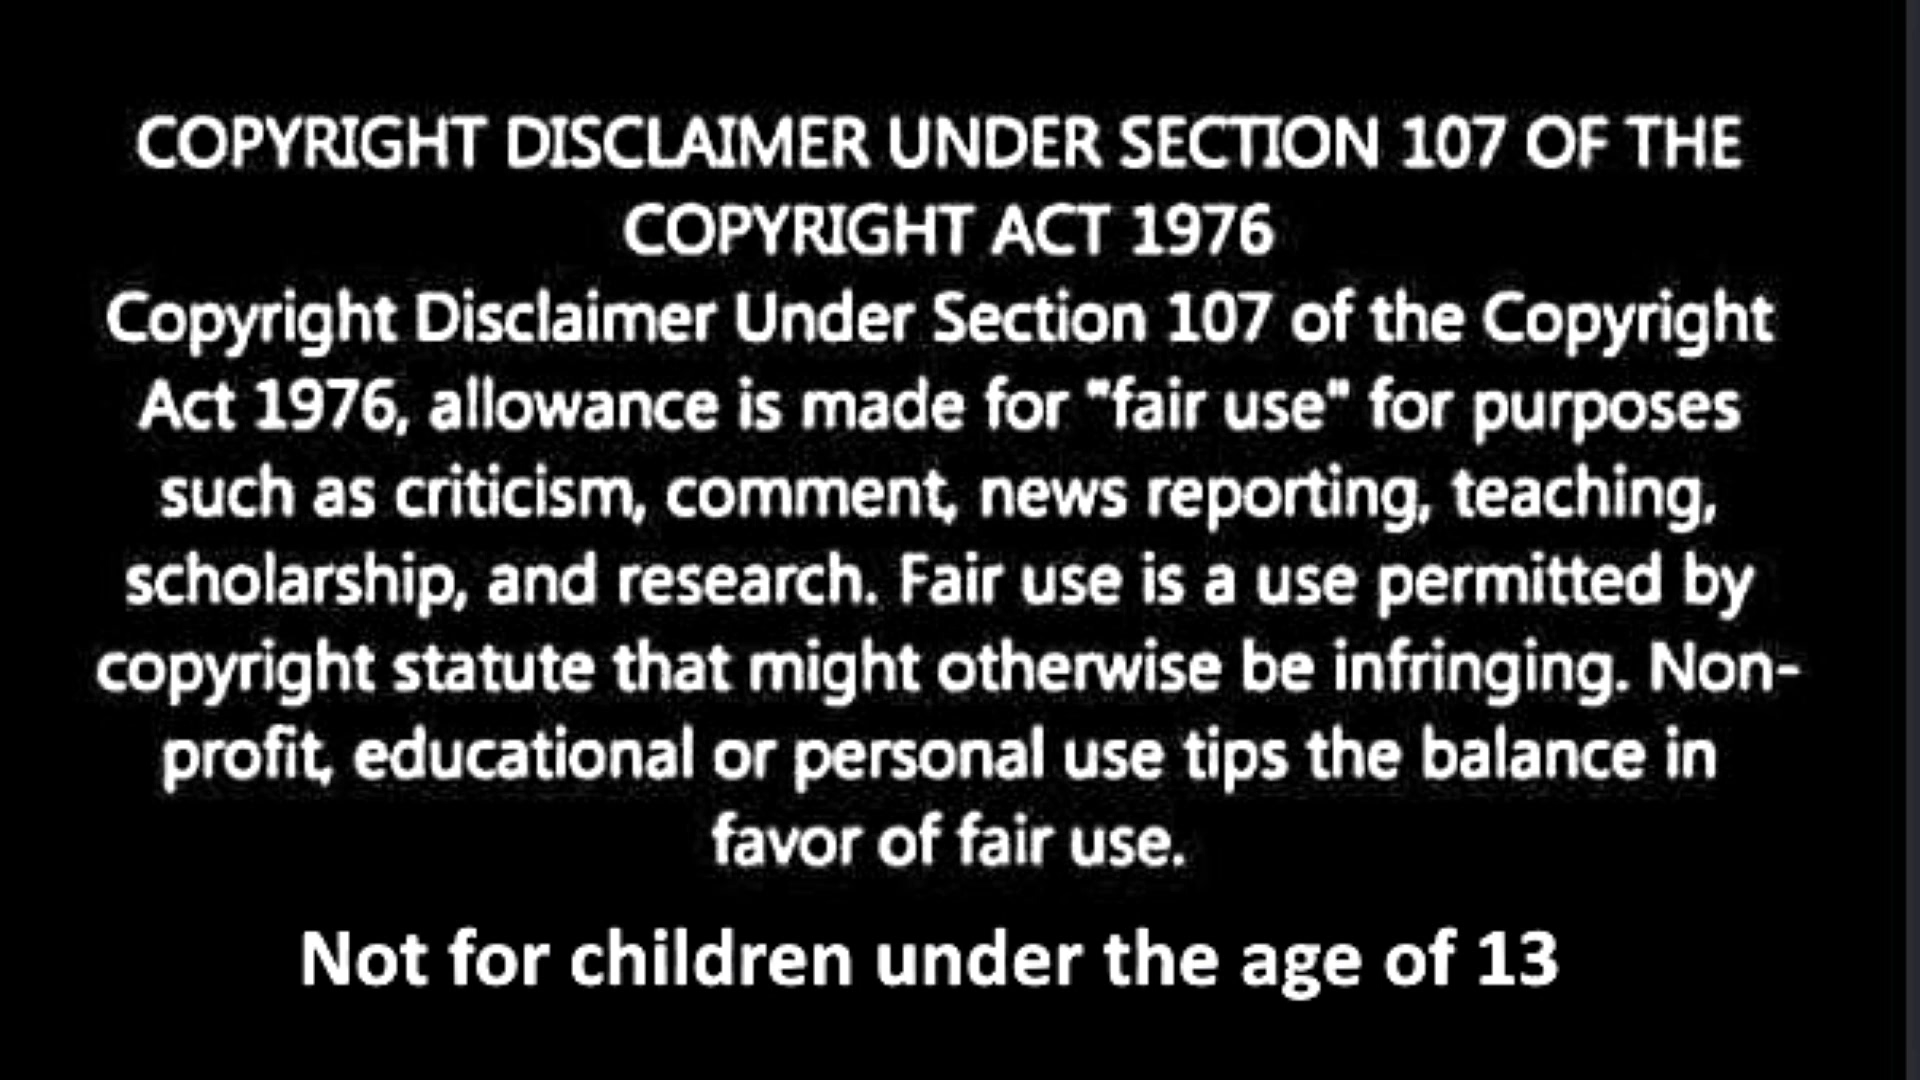 COPYRIGHT DISCLAIMER UNDER SECTION 107 OF THE
COPYRIGHT ACT 1976
Copyright Disclaimer Under Section 107 of the Copyright
Act 1976, allowance is made for "fair use" for purposes
such as criticism, comment, news reporting, teaching,
scholarship, and research. Fair use is a use permitted by
copyright statute that might otherwise be infringing. Non-
profit, educational or personal use tips the balance in
favor of fair use.
Not for children under the age of 13